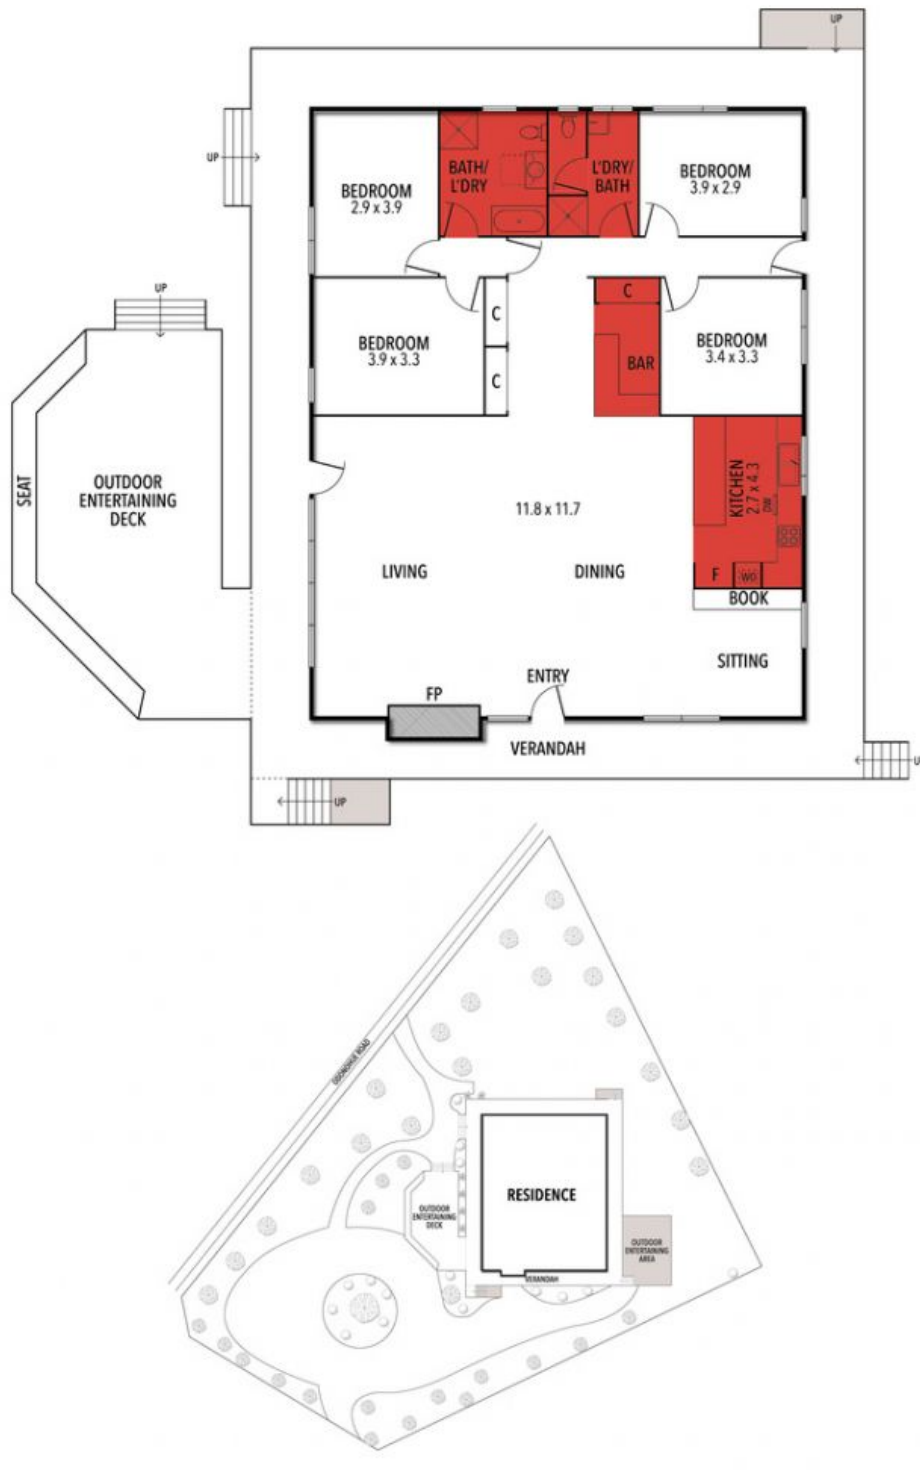 UP
UP
BATH/
L'DRY
L'DRY/
BATH
BEDROOM
2.9 x 3.9
BEDROOM
3.9 x 2.9
UP
C
C
BEDROOM
3.9 x 3.3
BEDROOM
3.4 x 3.3
BAR
C
SEAT
OUTDOOR
ENTERTAINING
DECK
KITCHEN
2.7 x 4.3
DW
11.8 x 11.7
LIVING
DINING
F
WO
BOOK
SITTING
ENTRY
FP
VERANDAH
U
UP
ODONOHUE ROAD
RESIDENCE
OUTDOOR
ENTERTAINING
DECK
OUTDOOR
ENTERTAINING
AREA
VERANDAH